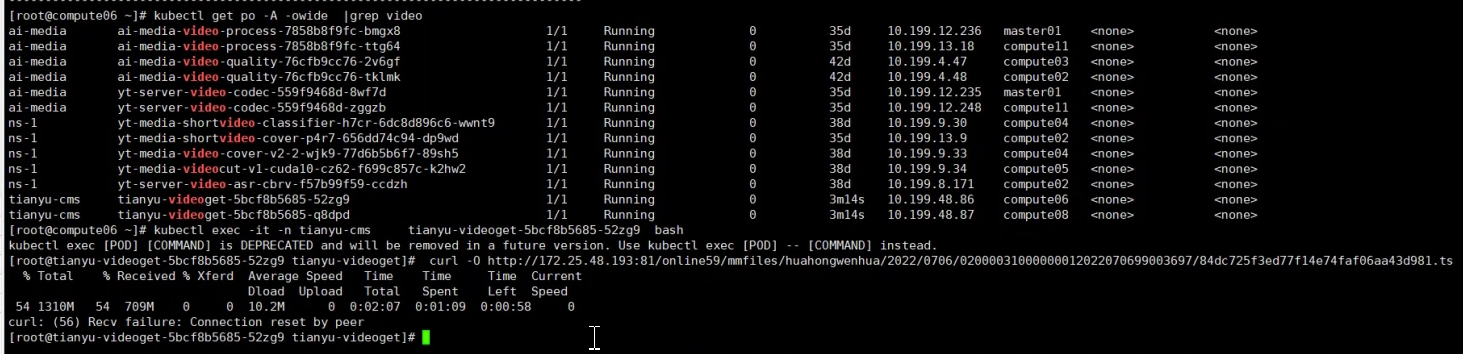 [root@compute06 ~]# kubectl get po -A -owide  |grep video
ai-media       ai-media-video-process-7858b8f9fc-bmgx8       1/1     Running     0     35d     10.199.12.236   master01    <none>     <none>
ai-media       ai-media-video-process-7858b8f9fc-ttg64       1/1     Running     0     35d     10.199.13.18    compute11   <none>     <none>
ai-media       ai-media-video-quality-76cfb9cc76-2v6gf       1/1     Running     0     42d     10.199.4.47     compute03   <none>     <none>
ai-media       ai-media-video-quality-76cfb9cc76-tklmk       1/1     Running     0     42d     10.199.4.48     compute02   <none>     <none>
ai-media       yt-server-video-codec-559f9468d-8wf7d       1/1     Running     0     35d     10.199.12.235   master01    <none>     <none>
ai-media       yt-server-video-codec-559f9468d-zggzb       1/1     Running     0     35d     10.199.12.248   compute11   <none>     <none>
ns-1       yt-media-shortvideo-classifier-h7cr-6dc8d896c6-wwnt9       1/1     Running     0     38d     10.199.9.30     compute04   <none>     <none>
ns-1       yt-media-shortvideo-cover-p4r7-656dd74c94-dp9wd       1/1     Running     0     35d     10.199.13.9     compute02   <none>     <none>
ns-1       yt-media-video-cover-v2-2-wjk9-77d6b5b6f7-89sh5       1/1     Running     0     38d     10.199.9.33     compute04   <none>     <none>
ns-1       yt-media-videocut-v1-cuda10-cz62-f699c857c-k2hw2       1/1     Running     0     38d     10.199.9.34     compute05   <none>     <none>
ns-1       yt-server-video-asr-cbrv-f57b99f59-ccdzh       1/1     Running     0     38d     10.199.8.171    compute02   <none>     <none>
tianyu-cms     tianyu-videoget-5bcf8b5685-52zg9       1/1     Running     0     3m14s   10.199.48.86    compute06   <none>     <none>
tianyu-cms     tianyu-videoget-5bcf8b5685-q8dpd       1/1     Running     0     3m14s   10.199.48.87    compute08   <none>     <none>
[root@compute06 ~]# kubectl exec -it -n tianyu-cms     tianyu-videoget-5bcf8b5685-52zg9  bash
kubectl exec [POD] [COMMAND] is DEPRECATED and will be removed in a future version. Use kubectl exec [POD] -- [COMMAND] instead.
[root@tianyu-videoget-5bcf8b5685-52zg9 tianyu-videoget]#  curl -O http://172.25.48.193:81/online59/mmfiles/huahongwenhua/2022/0706/020000310000000012022070699003697/84dc725f3ed77f14e74faf06aa43d981.ts
  % Total    % Received % Xferd  Average Speed   Time    Time     Time  Current
                                 Dload  Upload   Total   Spent    Left  Speed
 54 1310M   54  709M    0     0  10.2M      0  0:02:07  0:01:09  0:00:58     0
curl: (56) Recv failure: Connection reset by peer
[root@tianyu-videoget-5bcf8b5685-52zg9 tianyu-videoget]#